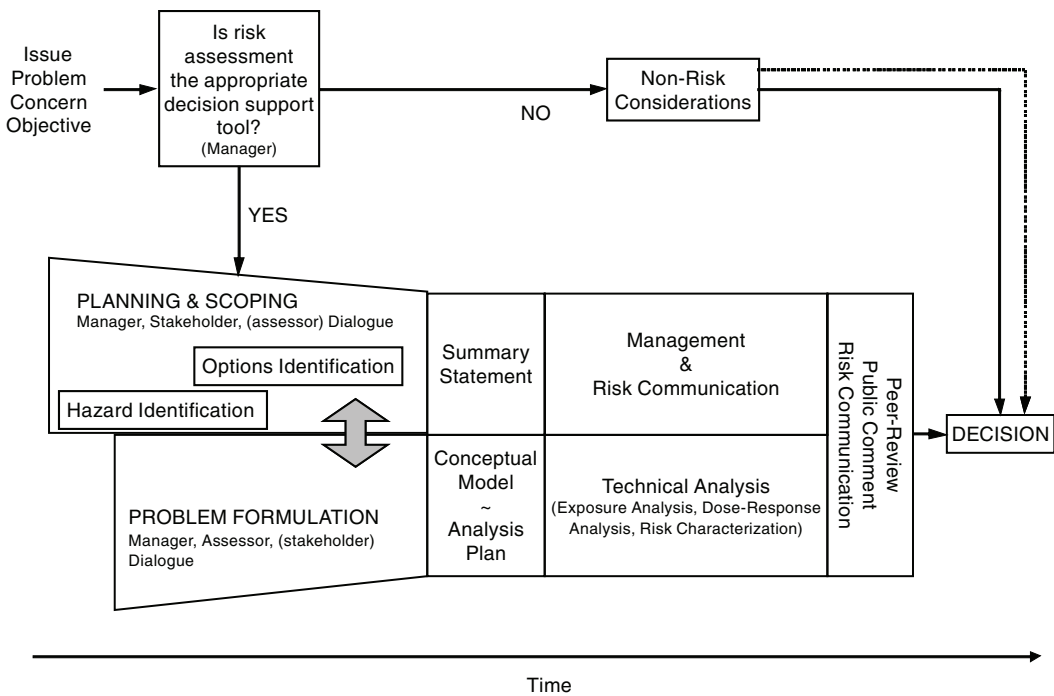 Issue
Problem
Concern
Objective
Is risk
assessment
the appropriate
decision support
tool?
(Manager)
NO
Non-Risk
Considerations
YES
PLANNING & SCOPING
Manager, Stakeholder, (assessor) Dialogue
Options Identification
Hazard Identification
Summary
Statement
Management
&
Risk Communication
PROBLEM FORMULATION
Manager, Assessor, (stakeholder)
Dialogue
Conceptual
Model
~
Analysis
Plan
Technical Analysis
(Exposure Analysis, Dose-Response
Analysis, Risk Characterization)
Peer-Review
Public Comment
Risk Communication
DECISION
Time